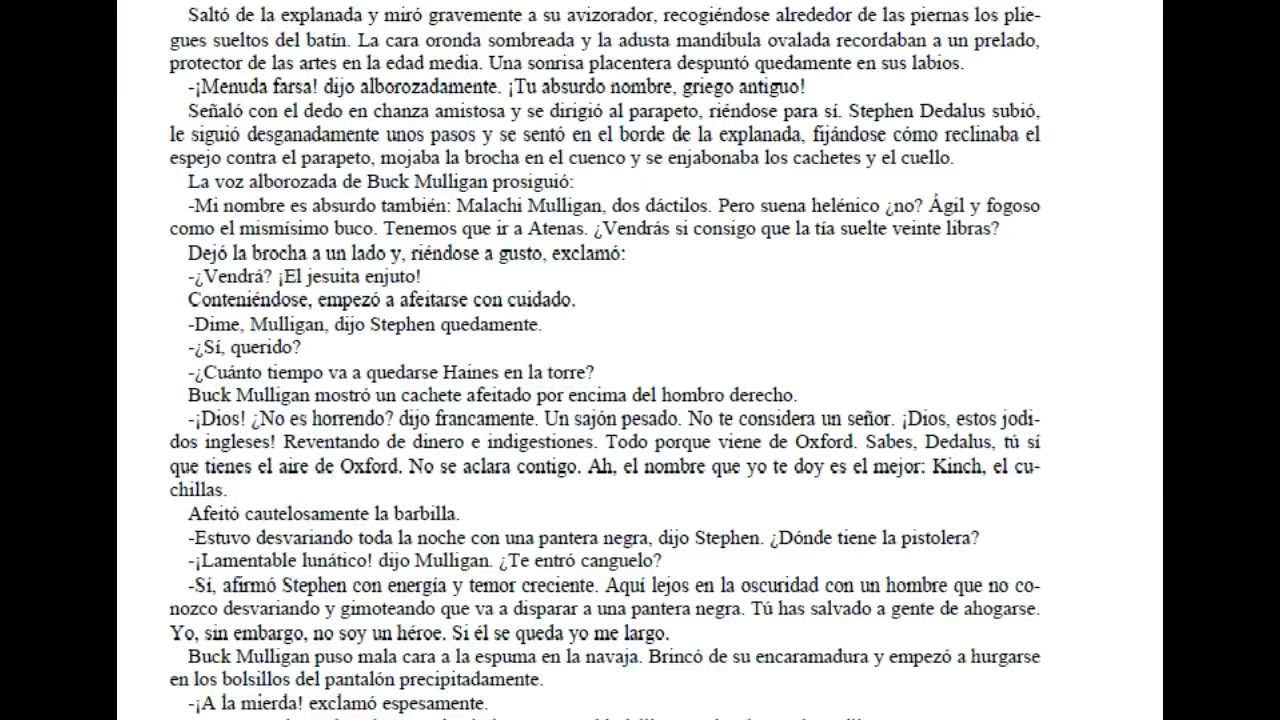 Saltó de la explanada y miró gravemente a su avizorador, recogiéndose alrededor de las piernas los plie-
gues sueltos del batín. La cara oronda sombreada y la adusta mandíbula ovalada recordaban a un prelado,
protector de las artes en la edad media. Una sonrisa placentera despuntó quedamente en sus labios.
-¡Menuda farsa! dijo alborozadamente. ¡Tu absurdo nombre, griego antiguo!
Señaló con el dedo en chanza amistosa y se dirigió al parapeto, riéndose para sí. Stephen Dedalus subió,
le siguió desganadamente unos pasos y se sentó en el borde de la explanada, fijándose cómo reclinaba el
espejo contra el parapeto, mojaba la brocha en el cuenco y se enjabonaba los cachetes y el cuello.
La voz alborozada de Buck Mulligan prosiguió:
-Mi nombre es absurdo también: Malachi Mulligan, dos dáctilos. Pero suena helénico ¿no? Ágil y fogoso
como el mismísimo buco. Tenemos que ir a Atenas. ¿Vendrás si consigo que la tía suelte veinte libras?
Dejó la brocha a un lado y, riéndose a gusto, exclamó:
-¿Vendrá? ¡El jesuita enjuto!
Conteniéndose, empezó a afeitarse con cuidado.
-Dime, Mulligan, dijo Stephen quedamente.
-¿Sí, querido?
-¿Cuánto tiempo va a quedarse Haines en la torre?
Buck Mulligan mostró un cachete afeitado por encima del hombro derecho.
-¡Dios! ¿No es horrendo? dijo francamente. Un sajón pesado. No te considera un señor. ¡Dios, estos jodi-
dos ingleses! Reventando de dinero e indigestiones. Todo porque viene de Oxford. Sabes, Dedalus, tú sí
que tienes el aire de Oxford. No se aclara contigo. Ah, el nombre que yo te doy es el mejor: Kinch, el cu-
chillas.
Afeitó cautelosamente la barbilla.
-Estuvo desvariando toda la noche con una pantera negra, dijo Stephen. ¿Dónde tiene la pistolera?
-¡Lamentable lunático! dijo Mulligan. ¿Te entró canguelo?
-Sí, afirmó Stephen con energía y temor creciente. Aquí lejos en la oscuridad con un hombre que no co-
nozco desvariando y gimoteando que va a disparar a una pantera negra. Tú has salvado a gente de ahogarse.
Yo, sin embargo, no soy un héroe. Si él se queda yo me largo.
Buck Mulligan puso mala cara a la espuma en la navaja. Brincó de su encaramadura y empezó a hurgarse
en los bolsillos del pantalón precipitadamente.
-¡A la mierda! exclamó espesamente.